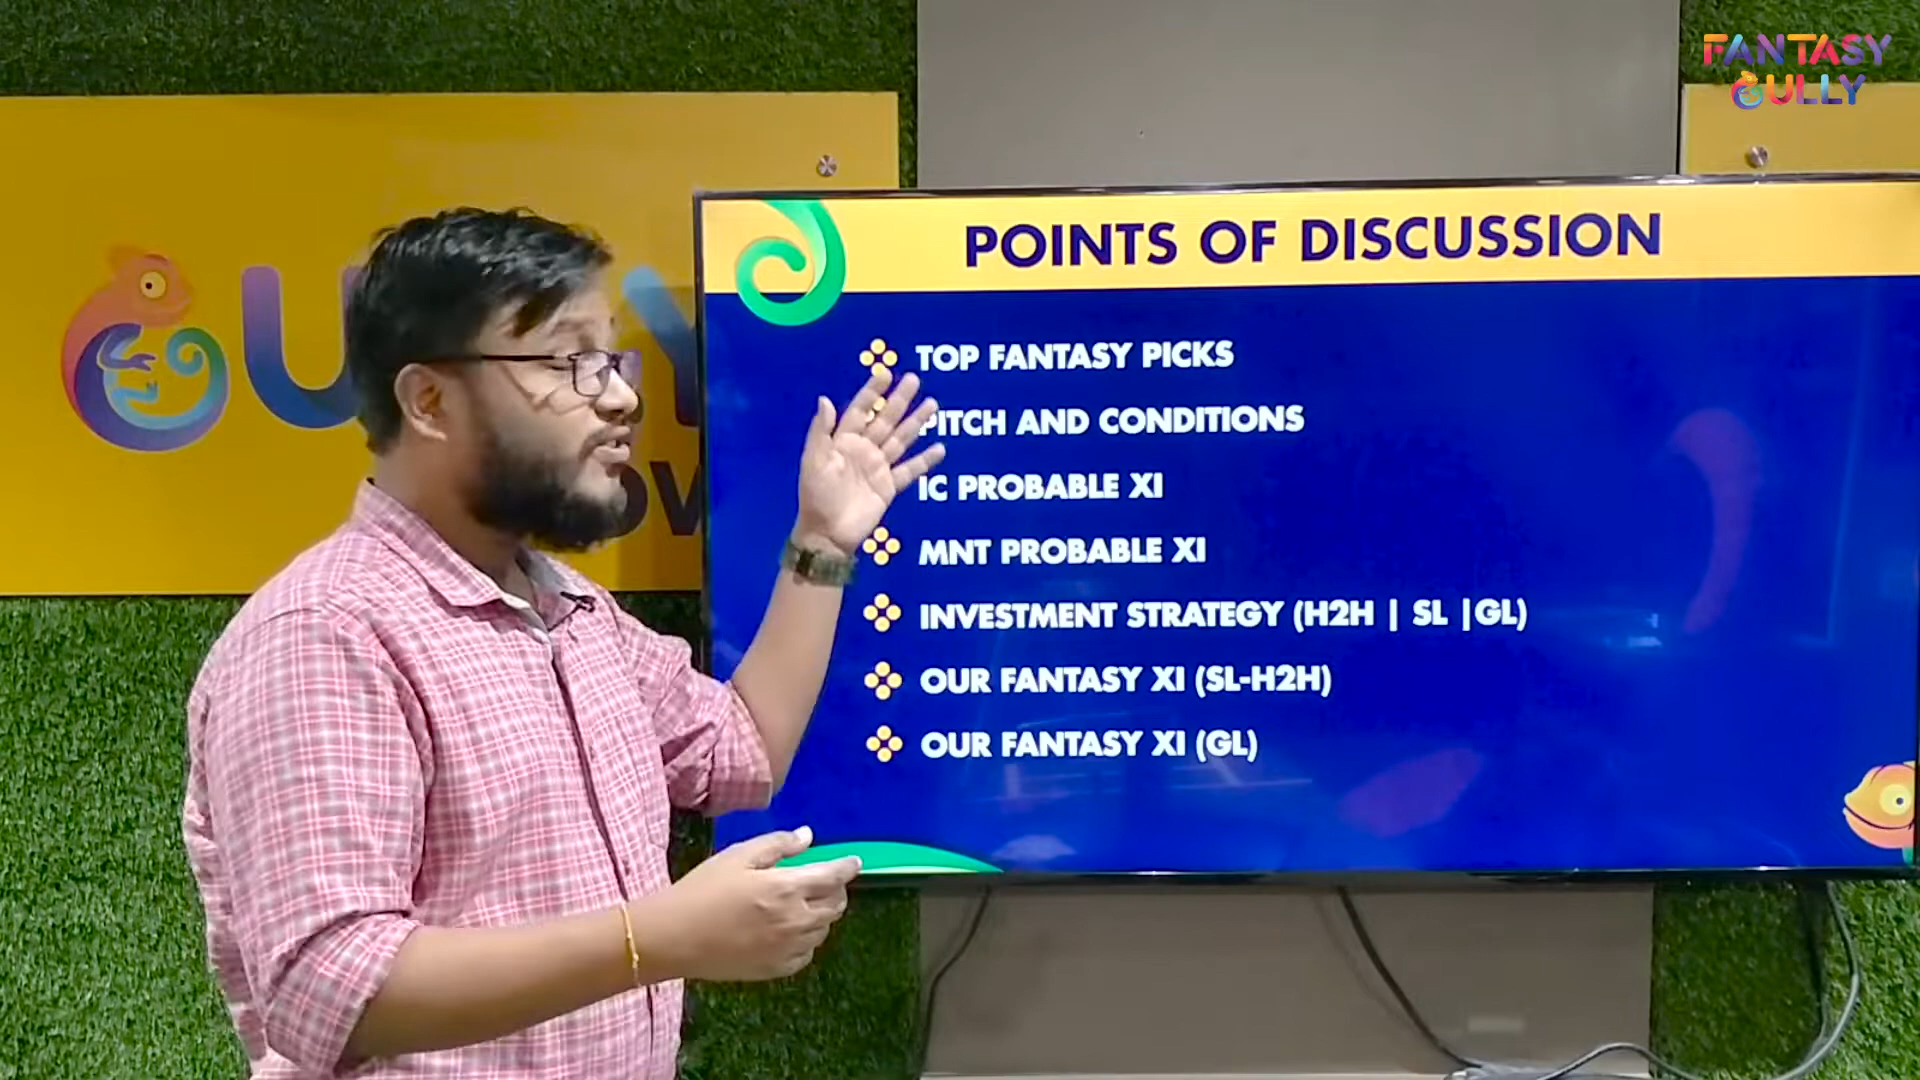 FANTASY
GULLY
POINTS OF DISCUSSION
TOP FANTASY PICKS
PITCH AND CONDITIONS
IC PROBABLE XI
MNT PROBABLE XI
INVESTMENT STRATEGY (H2H | SL |GL)
OUR FANTASY XI (SL-H2H)
OUR FANTASY XI (GL)